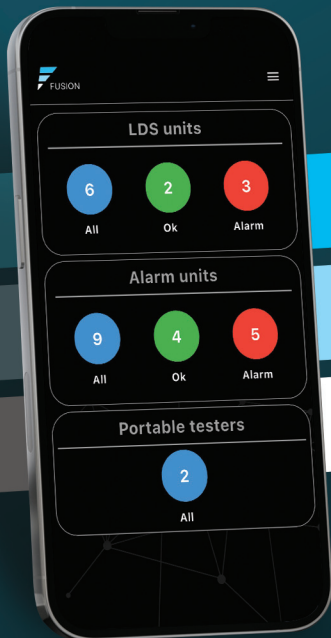 FUSION
LDS units
6 2 3
All Ok Alarm
Alarm units
9 4 5
All Ok Alarm
Portable testers
2
All